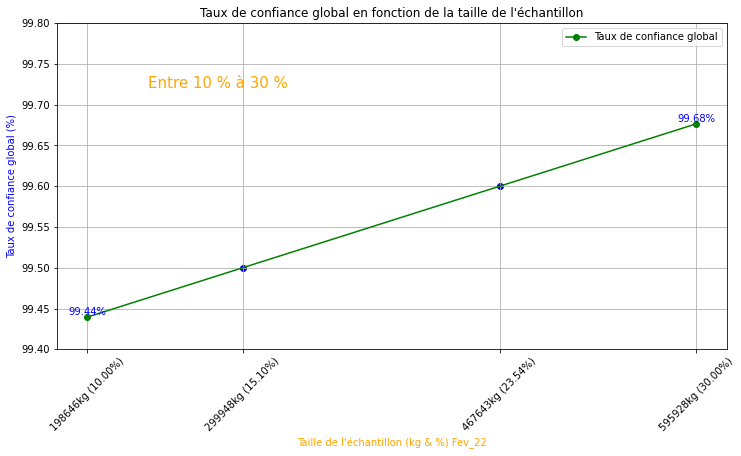 Taux de confiance global en fonction de la taille de l'échantillon
99.80
99.75
99.70
99.65
99.60
99.55
99.50
99.45
99.40
Taux de confiance global (%)
Taux de confiance global
Entre 10 % à 30 %
99.68%
99.44%
198646kg (10.00%)
299948kg (15.10%)
467643kg (23.54%)
595928kg (30.00%)
Taille de l'échantillon (kg & %) Fev_22